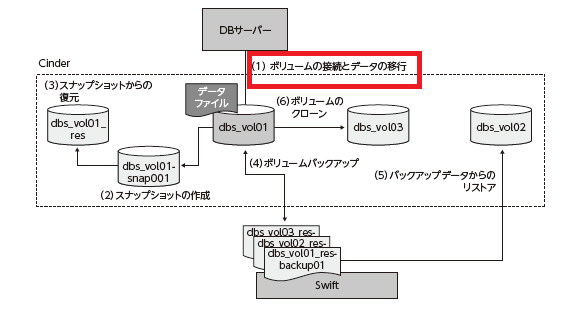 DBサーバー
Cinder
(1) ボリュームの接続とデータの移行
(3)スナップショットからの
復元
データ
ファイル
(6)ボリュームの
クローン
dbs_vol01_
res
dbs_vol01
dbs_vol03
dbs_vol02
dbs_vol01-
snap001
(4)ボリュームバックアップ
(5)バックアップデータからの
リストア
(2)スナップショットの作成
dbs_vol03_res-
dbs_vol02_res-
dbs_vol01_res-
backup01
Swift